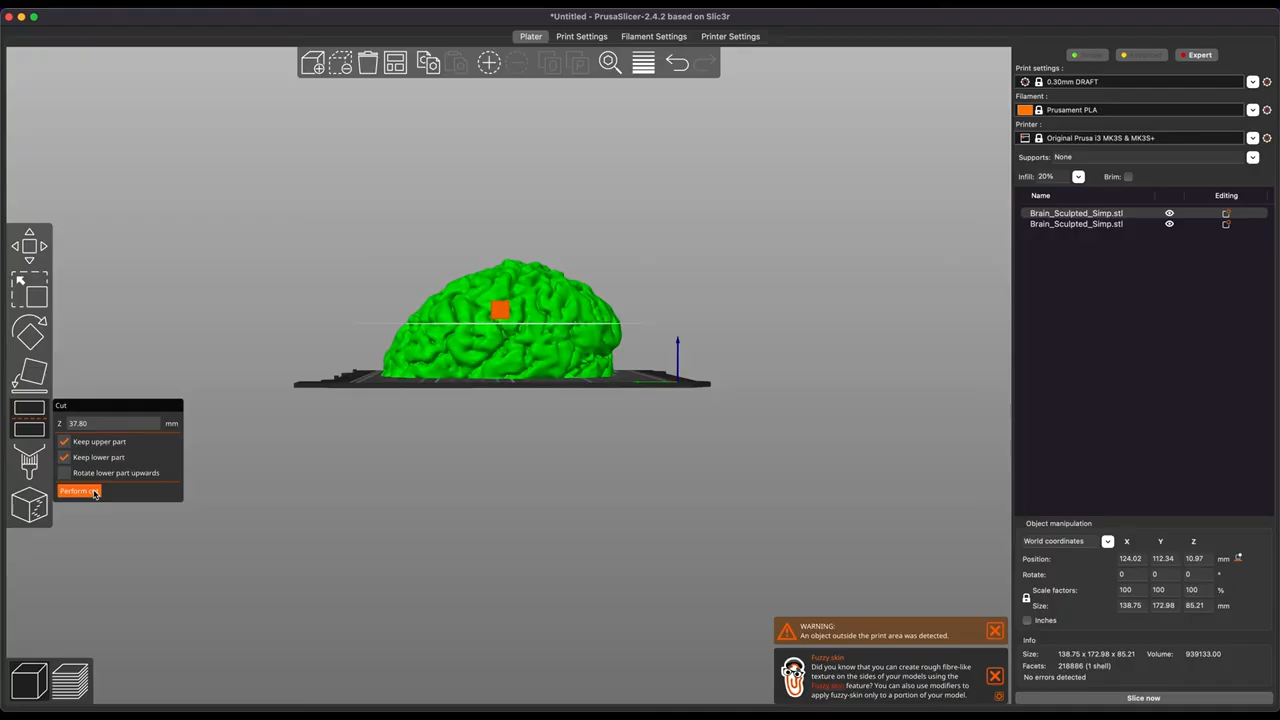 *Untitled - PrusaSlicer-2.4.2 based on Slic3r
Plater
Print Settings
Filament Settings
Printer Settings
Expert
Print settings :
0.30mm DRAFT
Filament :
Prusament PLA
Printer :
Original Prusa i3 MK3S & MK3S+
Supports: None
Infill: 20%
Brim:
Name
Editing
Brain_Sculpted_Simp.stl
Brain_Sculpted_Simp.stl
Cut
Z 37.80 mm
Keep upper part
Keep lower part
Rotate lower part upwards
Perform
Object manipulation
World coordinates X Y Z
Position: 124.02 112.34 10.97 mm
Rotate: 0 0 0 °
Scale factors: 100 100 100 %
Size: 138.75 172.98 85.21 mm
Inches
Info
Size: 138.75 x 172.98 x 85.21 Volume: 939133.00
Facets: 218886 (1 shell)
No errors detected
Slice now
WARNING:
An object outside the print area was detected.
Fuzzy skin
Did you know that you can create rough fibre-like
texture on the sides of your models using the
Fuzzy skin feature? You can also use modifiers to
apply fuzzy-skin only to a portion of your model.